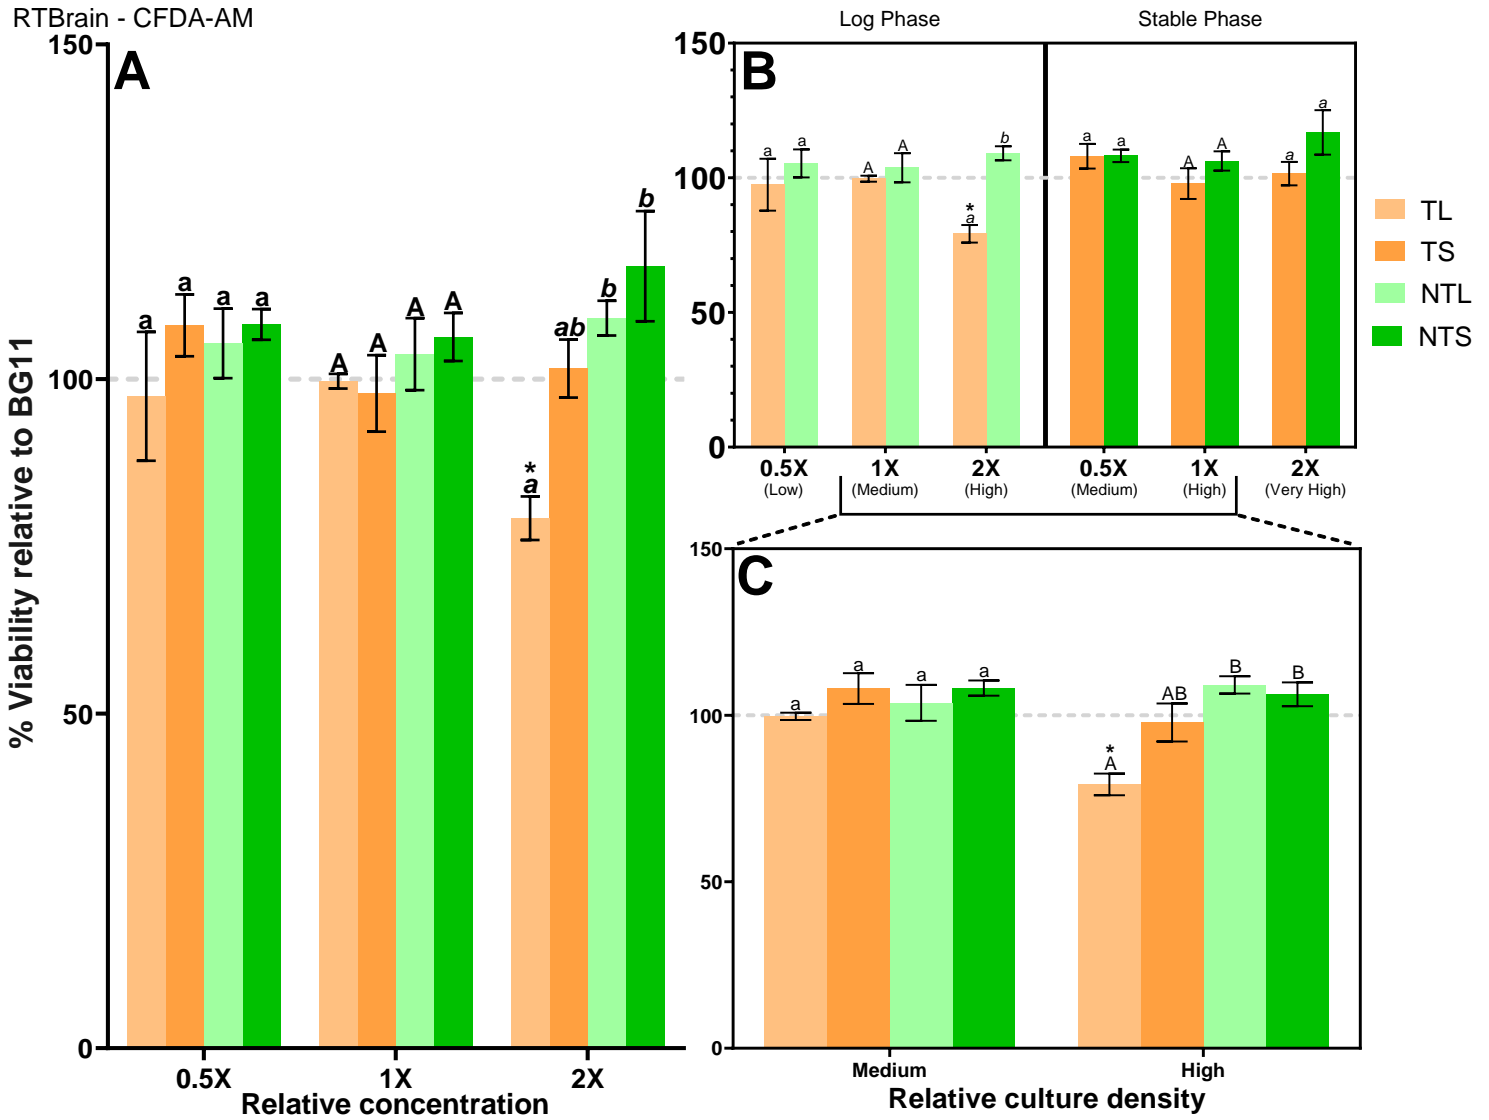 RTBrain - CFDA-AM
A
150
100
50
0
% Viability relative to BG11
a a a a
A A A A
* a ab b b
0.5X 1X 2X
Relative concentration
Log Phase Stable Phase
B
150
100
50
0
a a A A * a b a a A A a a
0.5X 1X 2X 0.5X 1X 2X
(Low) (Medium) (High) (Medium) (High) (Very High)
TL
TS
NTL
NTS
C
150
100
50
0
a a a a
* A AB B B
Medium High
Relative culture density